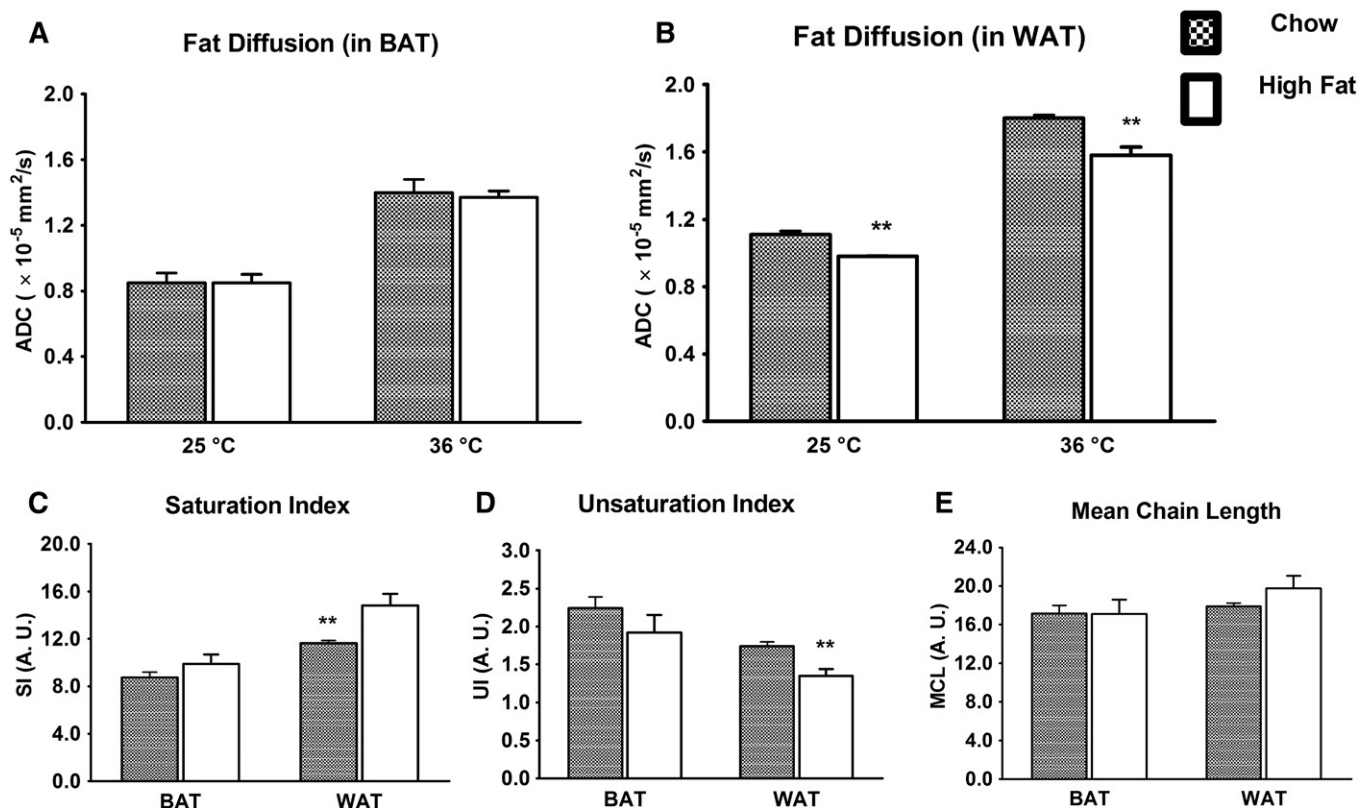 A
Fat Diffusion (in BAT)
ADC ( × 10⁻⁵ mm²/s)
2.0
1.6
1.2
0.8
0.4
0.0
25 °C
36 °C
B
Fat Diffusion (in WAT)
ADC ( × 10⁻⁵ mm²/s)
2.0
1.6
1.2
0.8
0.4
0.0
**
**
25 °C
36 °C
Chow
High Fat
C
Saturation Index
SI (A. U.)
20.0
16.0
12.0
8.0
4.0
0.0
**
BAT
WAT
D
Unsaturation Index
UI (A. U.)
3.0
2.5
2.0
1.5
1.0
0.5
0.0
**
BAT
WAT
E
Mean Chain Length
MCL (A. U.)
24.0
20.0
16.0
12.0
8.0
4.0
0.0
BAT
WAT